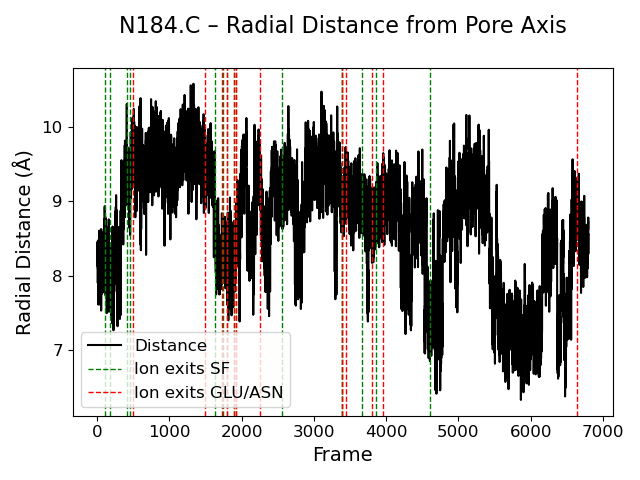 N184.C – Radial Distance from Pore Axis
Radial Distance (Å)
10
9
8
7
Distance
Ion exits SF
Ion exits GLU/ASN
0 1000 2000 3000 4000 5000 6000 7000
Frame